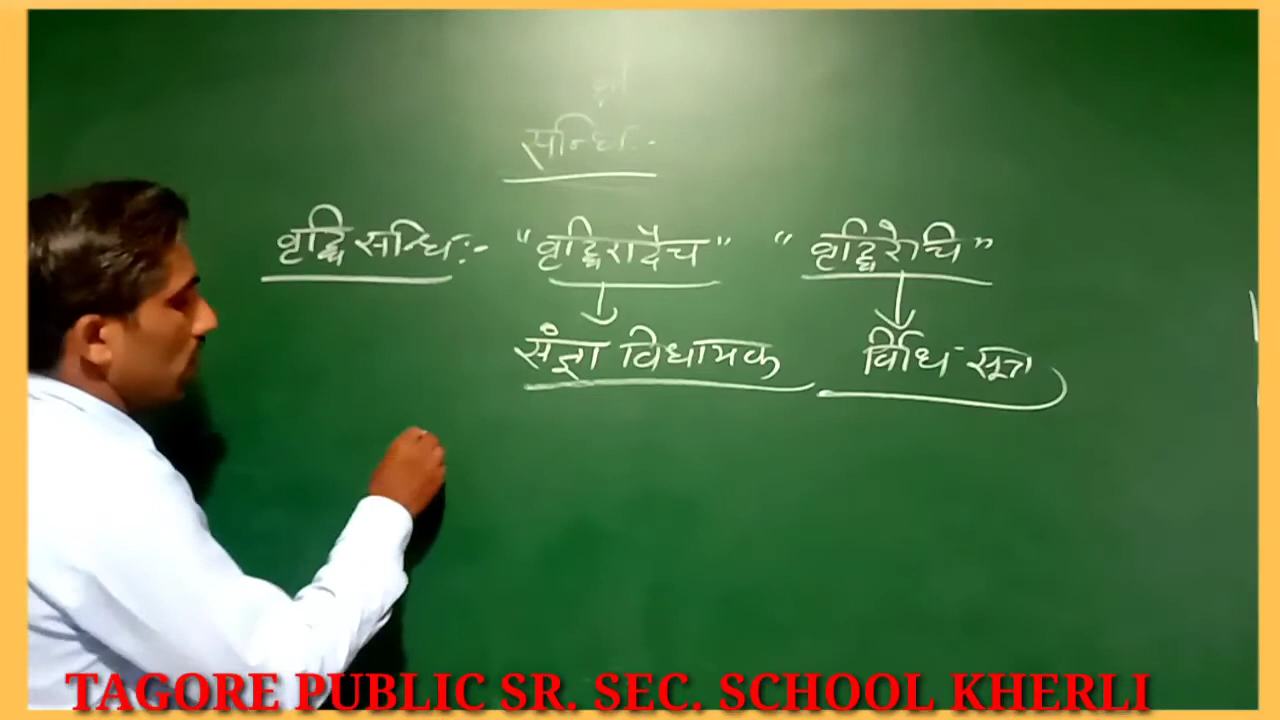 सन्धिः-
वृद्धि सन्धिः:- "वृद्धिरादैच" "वृद्धिरेचि"
संज्ञा विधायक विधि सूत्र
TAGORE PUBLIC SR. SEC. SCHOOL KHERLI